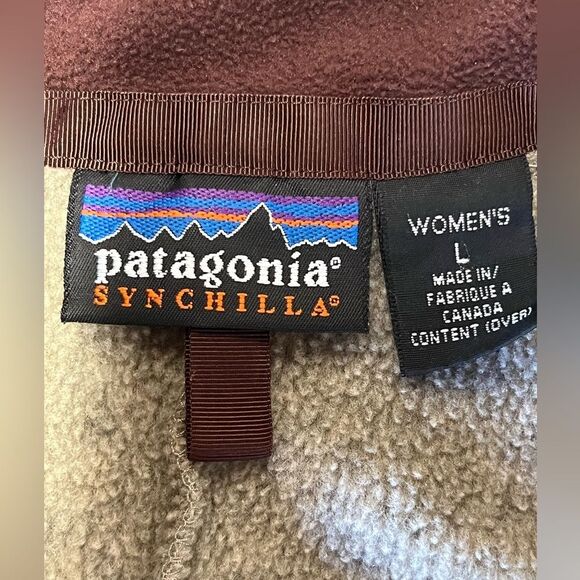 patagonia®
SYNCHILLA®
WOMEN'S
L
MADE IN/
FABRIQUE A
CANADA
CONTENT (OVER)